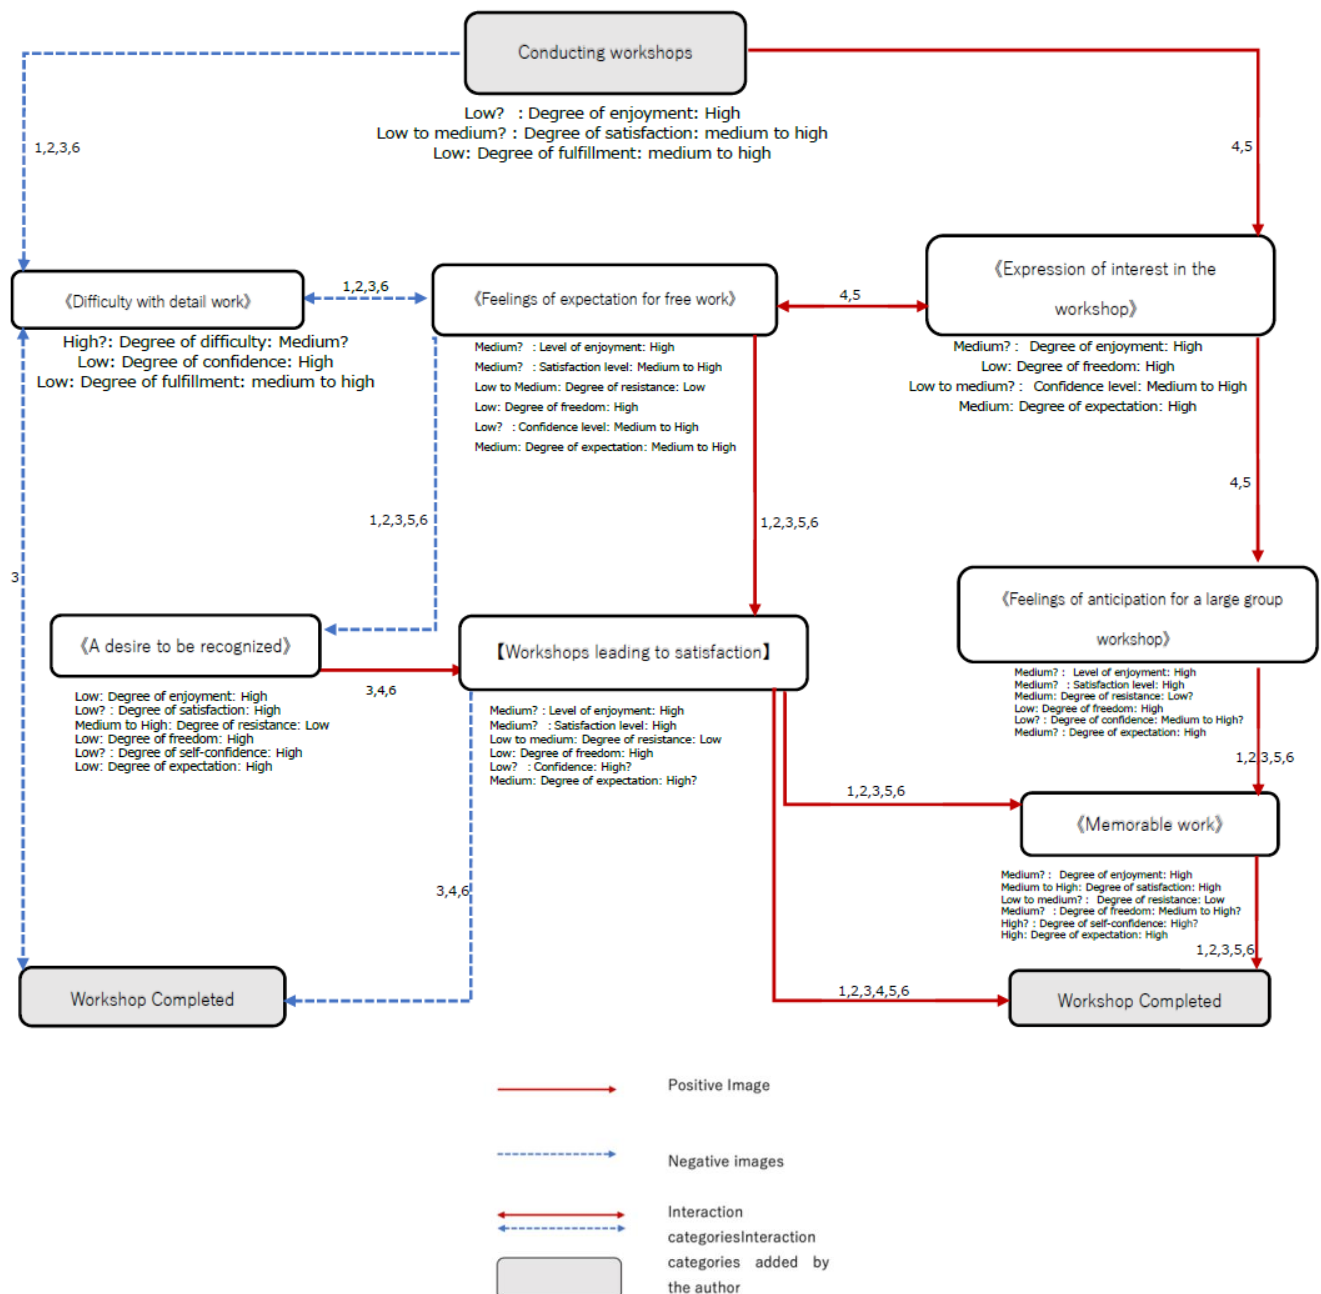 Conducting workshops
Low? : Degree of enjoyment: High
Low to medium? : Degree of satisfaction: medium to high
Low: Degree of fulfillment: medium to high
1,2,3,6
4,5
《Difficulty with detail work》
High?: Degree of difficulty: Medium?
Low: Degree of confidence: High
Low: Degree of fulfillment: medium to high
1,2,3,6
《Feelings of expectation for free work》
Medium? : Level of enjoyment: High
Medium? : Satisfaction level: Medium to High
Low to Medium: Degree of resistance: Low
Low: Degree of freedom: High
Low? : Confidence level: Medium to High
Medium: Degree of expectation: Medium to High
4,5
《Expression of interest in the
workshop》
Medium? : Degree of enjoyment: High
Low: Degree of freedom: High
Low to medium? : Confidence level: Medium to High
Medium: Degree of expectation: High
4,5
1,2,3,5,6
1,2,3,5,6
3
《A desire to be recognized》
Low: Degree of enjoyment: High
Low? : Degree of satisfaction: High
Medium to High: Degree of resistance: Low
Low: Degree of freedom: High
Low? : Degree of self-confidence: High
Low: Degree of expectation: High
3,4,6
【Workshops leading to satisfaction】
Medium? : Level of enjoyment: High
Medium? : Satisfaction level: High
Low to medium: Degree of resistance: Low
Low: Degree of freedom: High
Low? : Confidence: High?
Medium: Degree of expectation: High?
《Feelings of anticipation for a large group
workshop》
Medium? : Level of enjoyment: High
Medium? : Satisfaction level: High
Medium: Degree of resistance: Low?
Low: Degree of freedom: High
Low? : Degree of confidence: Medium to High?
Medium? : Degree of expectation: High
1,2,3,5,6
1,2,3,5,6
《Memorable work》
Medium? : Degree of enjoyment: High
Medium to High: Degree of satisfaction: High
Low to medium? : Degree of resistance: Low
Medium? : Degree of freedom: Medium to High?
High? : Degree of self-confidence: High?
High: Degree of expectation: High
3,4,6
1,2,3,5,6
1,2,3,4,5,6
Workshop Completed
Workshop Completed
Positive Image
Negative images
Interaction
categoriesInteraction
categories added by
the author